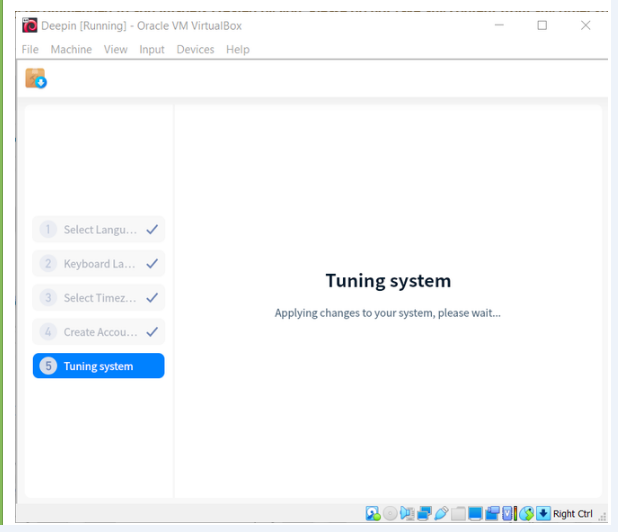 Deepin [Running] - Oracle VM VirtualBox
File Machine View Input Devices Help
1 Select Langu...
2 Keyboard La...
3 Select Timez...
4 Create Accou...
5 Tuning system
Tuning system
Applying changes to your system, please wait...
Right Ctrl